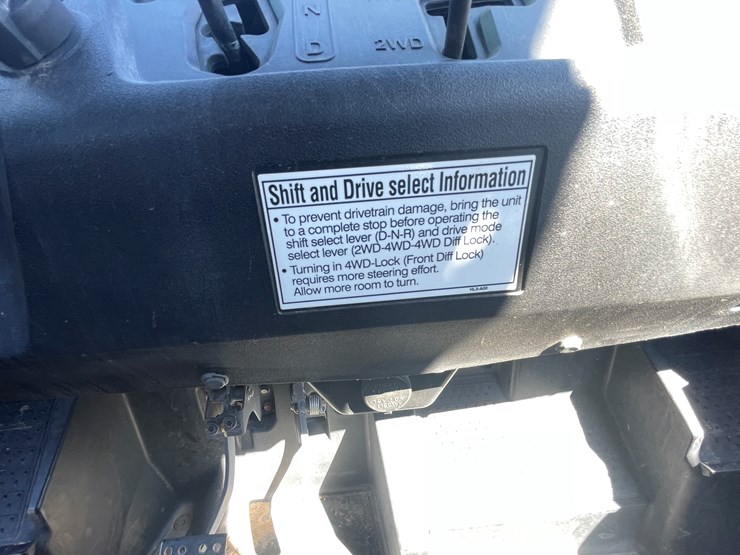 N
D
2WD
Shift and Drive select Information
• To prevent drivetrain damage, bring the unit
to a complete stop before operating the
shift select lever (D-N-R) and drive mode
select lever (2WD-4WD-4WD Diff Lock).
• Turning in 4WD-Lock (Front Diff Lock)
requires more steering effort.
Allow more room to turn.